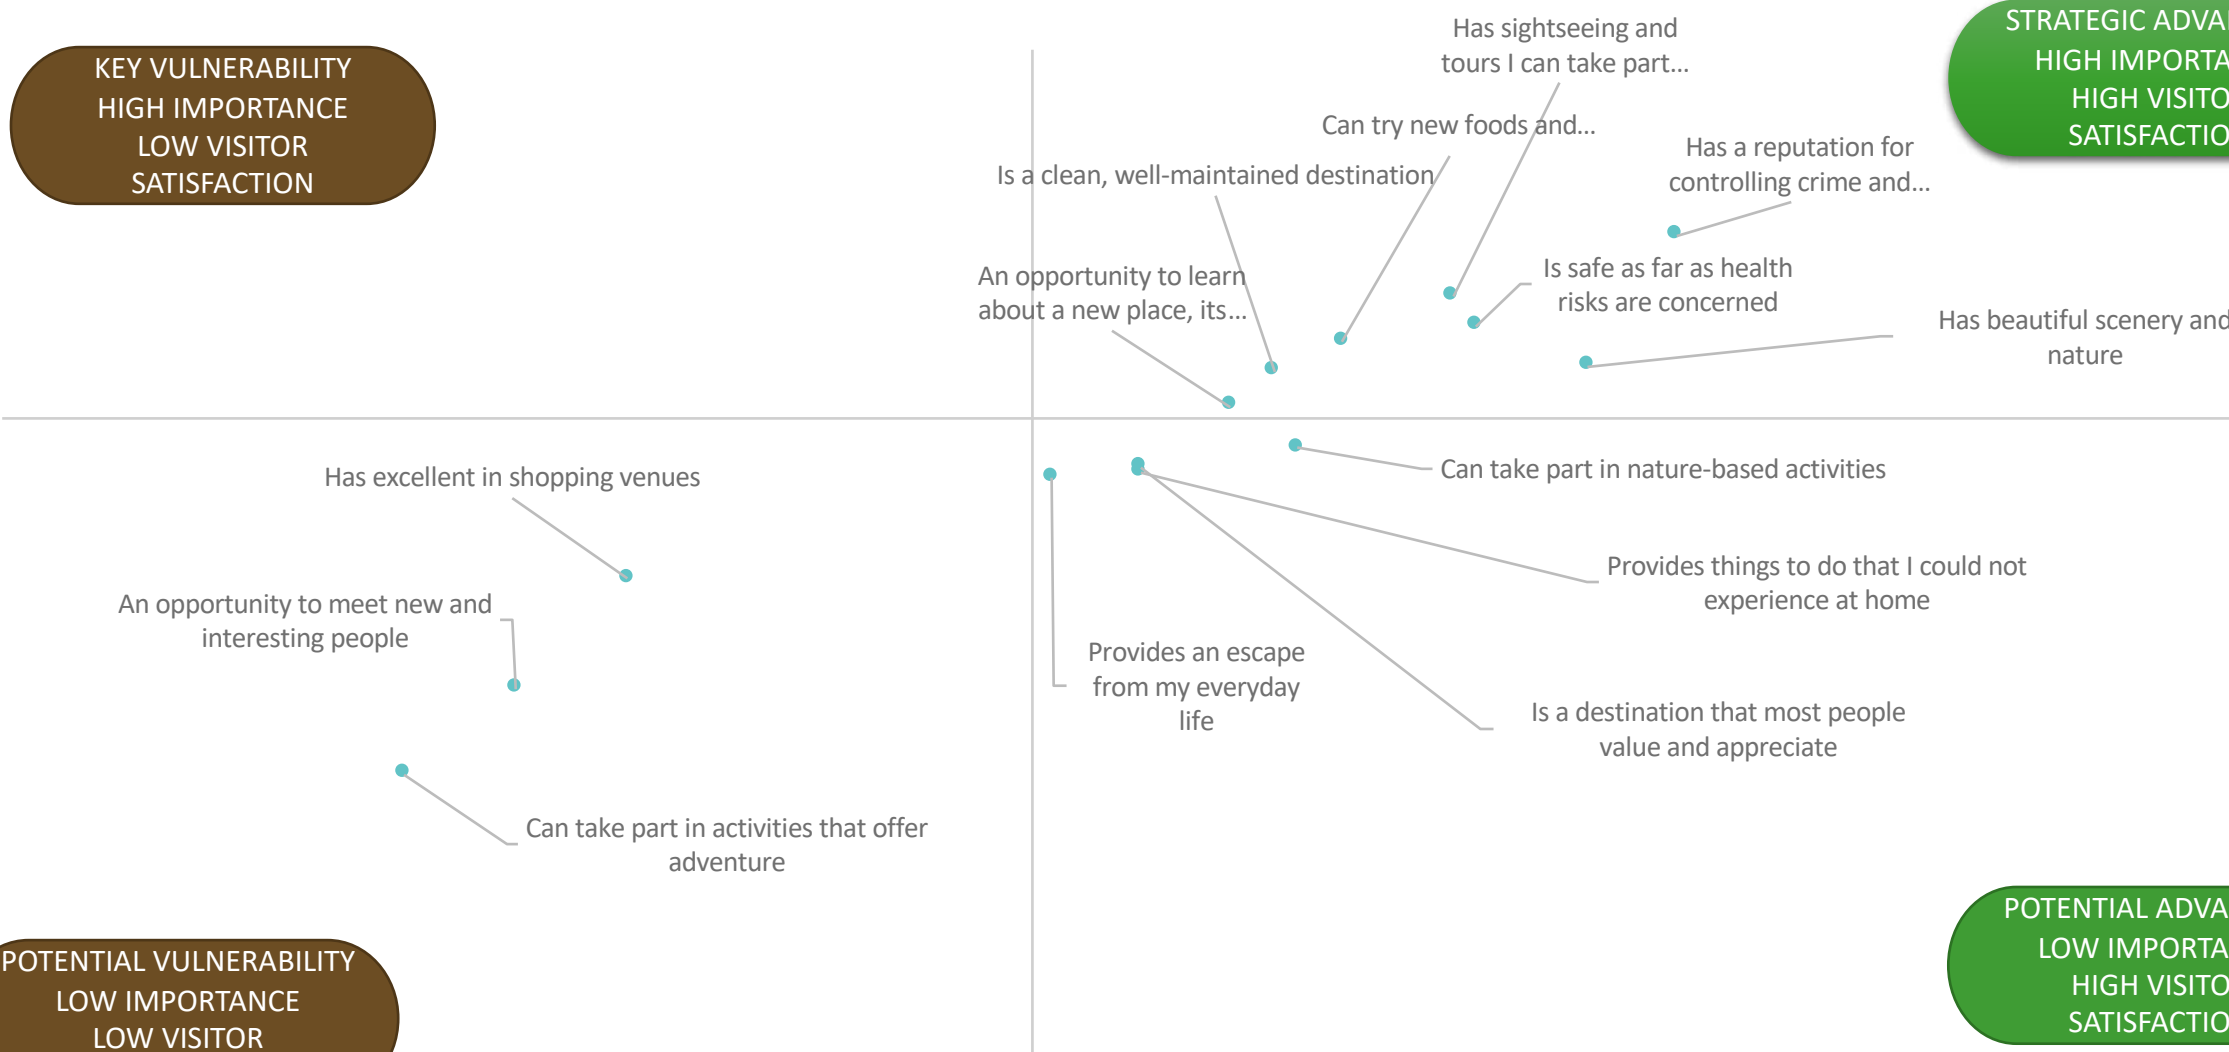 KEY VULNERABILITY
HIGH IMPORTANCE
LOW VISITOR
SATISFACTION
STRATEGIC ADVA
HIGH IMPORTA
HIGH VISITO
SATISFACTIO
Has sightseeing and
tours I can take part...
Can try new foods and...
Is a clean, well-maintained destination
Has a reputation for
controlling crime and...
An opportunity to learn
about a new place, its...
Is safe as far as health
risks are concerned
Has beautiful scenery and
nature
Has excellent in shopping venues
Can take part in nature-based activities
An opportunity to meet new and
interesting people
Provides things to do that I could not
experience at home
Provides an escape
from my everyday
life
Is a destination that most people
value and appreciate
Can take part in activities that offer
adventure
POTENTIAL VULNERABILITY
LOW IMPORTANCE
LOW VISITOR
POTENTIAL ADVA
LOW IMPORTA
HIGH VISITO
SATISFACTIO